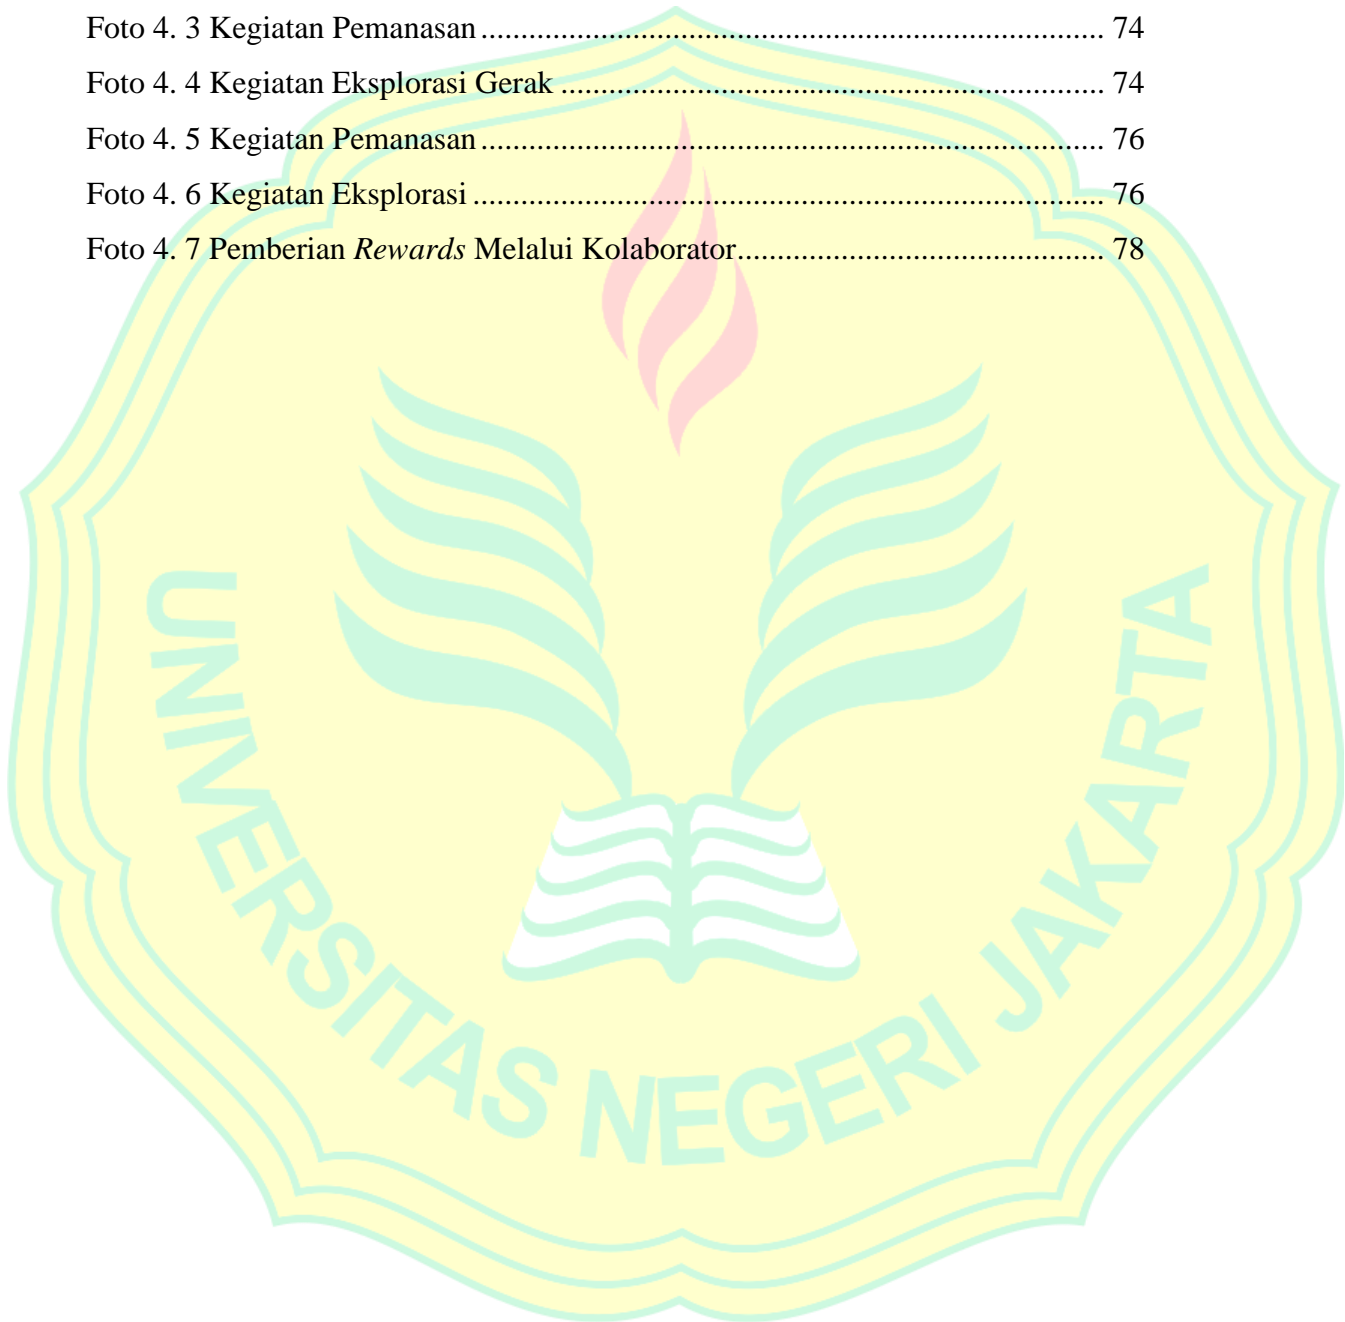 Foto 4. 3 Kegiatan Pemanasan ............................................................................... 74
Foto 4. 4 Kegiatan Eksplorasi Gerak ..................................................................... 74
Foto 4. 5 Kegiatan Pemanasan ............................................................................... 76
Foto 4. 6 Kegiatan Eksplorasi ................................................................................ 76
Foto 4. 7 Pemberian Rewards Melalui Kolaborator............................................... 78
UNIVERSITAS NEGERI JAKARTA